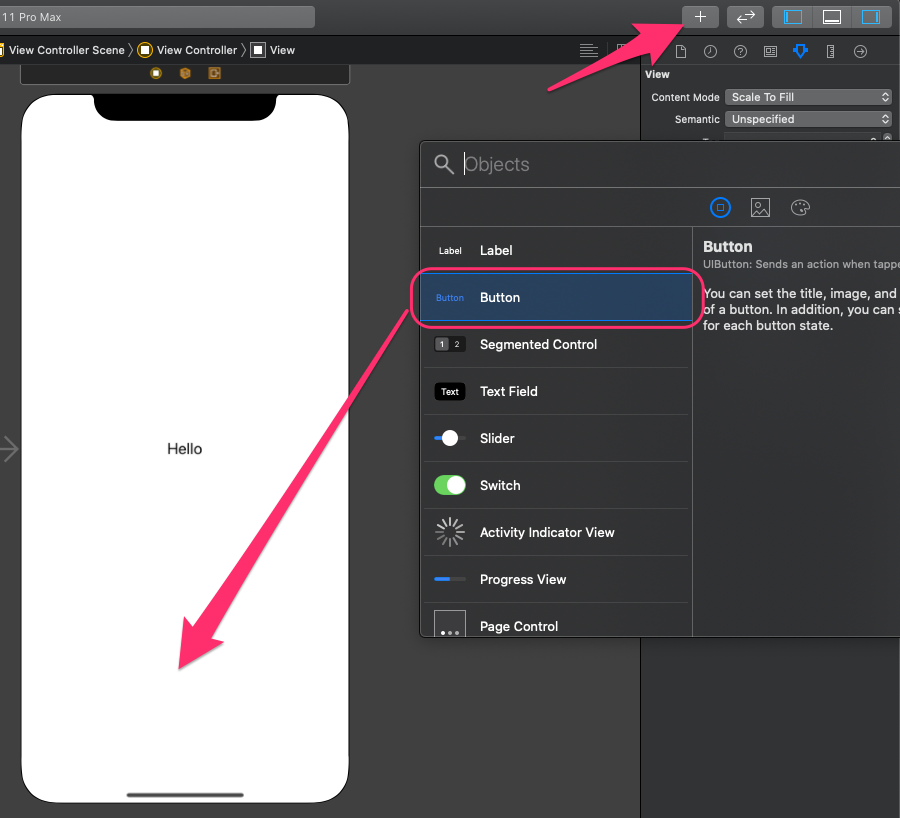 11 Pro Max
View Controller Scene
View Controller
View
View
Content Mode
Scale To Fill
Semantic
Unspecified
Objects
Label
Label
Button
Button
1 2
Segmented Control
Text
Text Field
Slider
Switch
Activity Indicator View
Progress View
Page Control
Button
UIButton: Sends an action when tappe
You can set the title, image, and
of a button. In addition, you can s
for each button state.
Hello